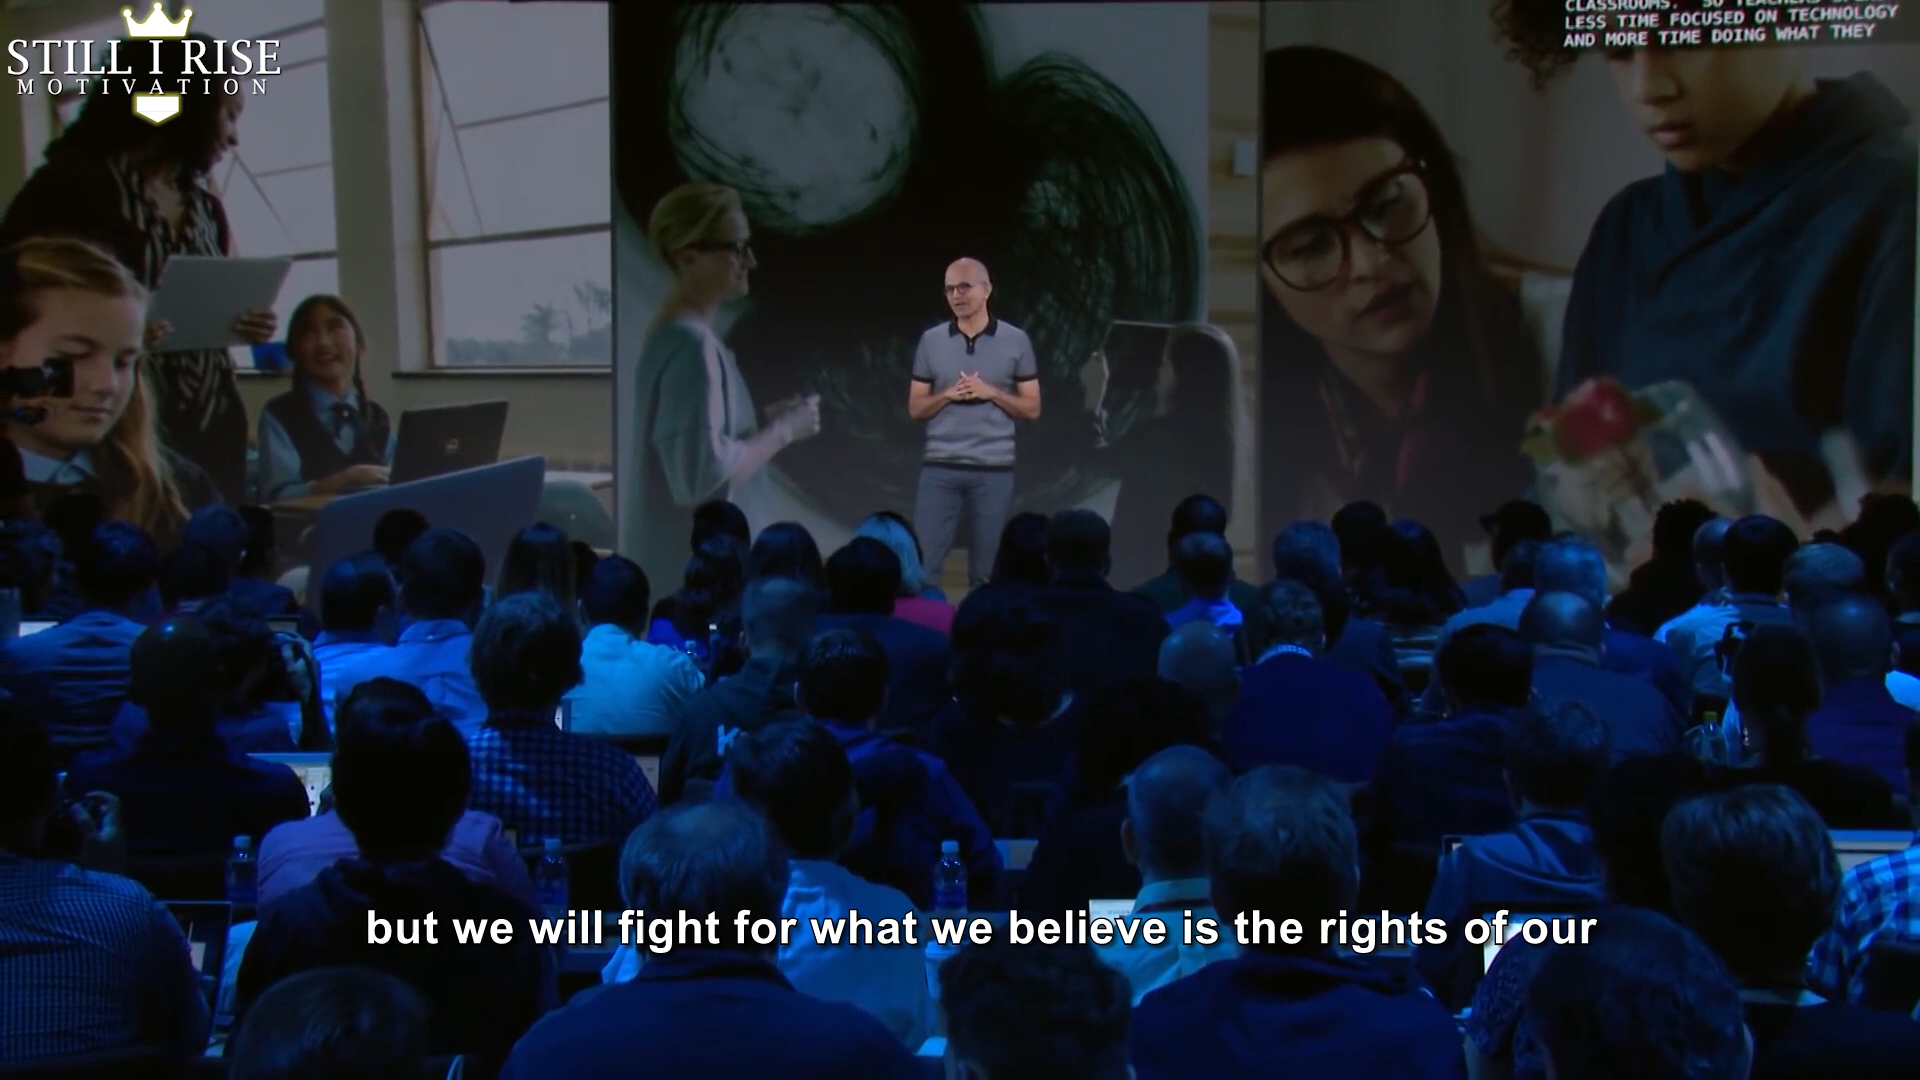 STILL I RISE
MOTIVATION
LESS TIME FOCUSED ON TECHNOLOGY
AND MORE TIME DOING WHAT THEY
but we will fight for what we believe is the rights of our